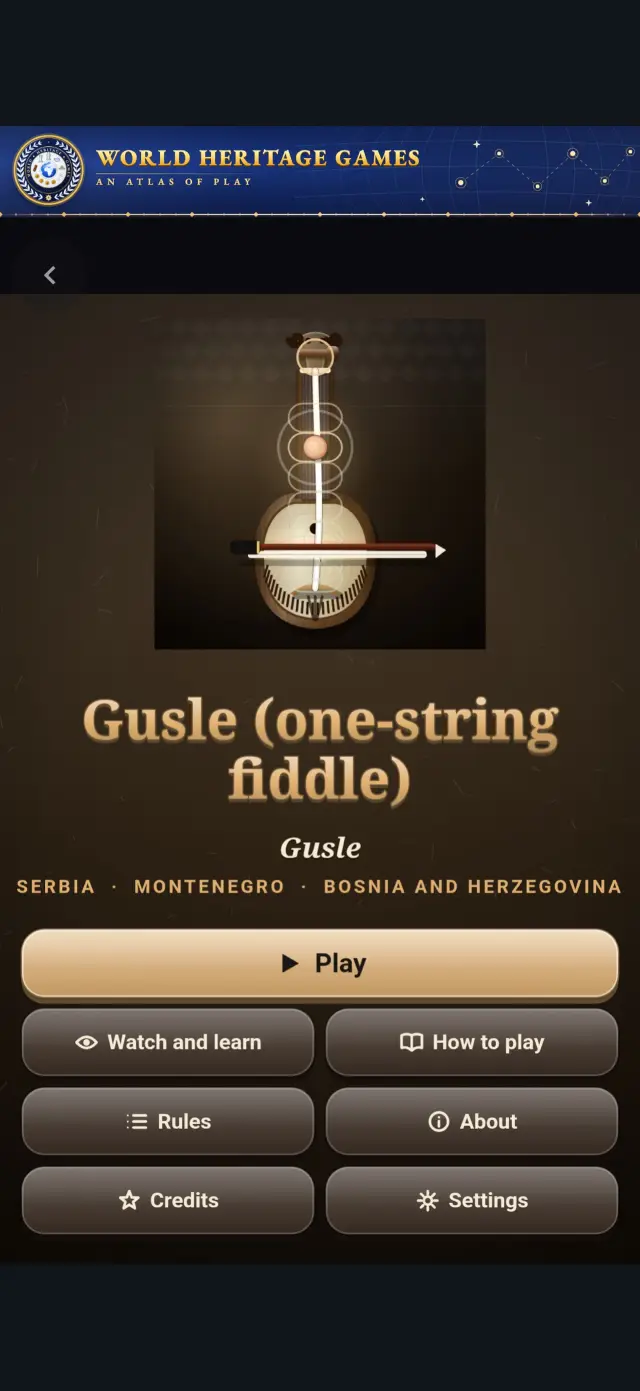 WORLD HERITAGE GAMES
AN ATLAS OF PLAY
Gusle (one-string
fiddle)
Gusle
SERBIA · MONTENEGRO · BOSNIA AND HERZEGOVINA
Play
Watch and learn
How to play
Rules
About
Credits
Settings